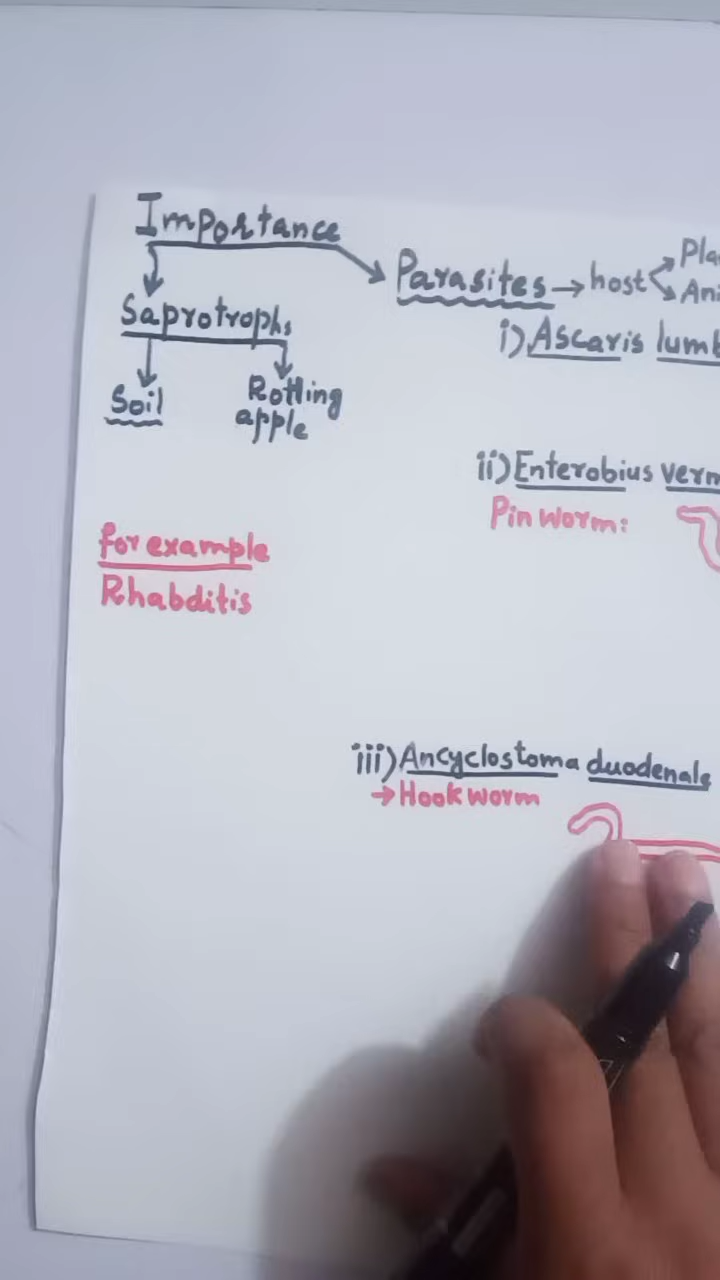 Importance
Parasites → host
Saprotrophs
i) Ascaris
Soil
Rotting
apple
ii) Enterobius
Pin worm:
for example
Rhabditis
iii) Ancyclostoma duodenale
→ Hook worm